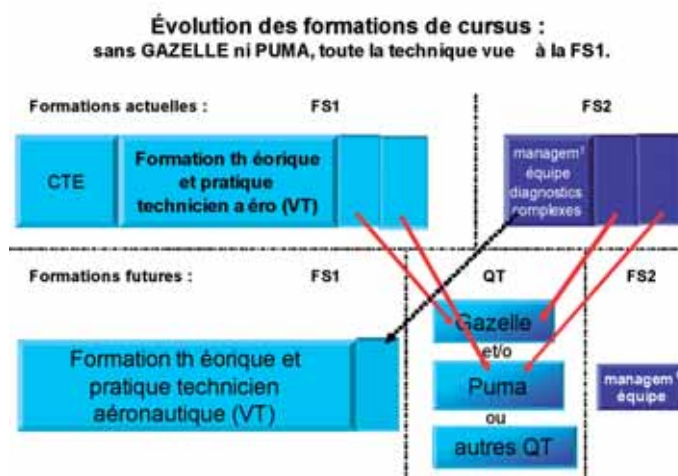 Évolution des formations de cursus :
sans GAZELLE ni PUMA, toute la technique vue à la FS1.
Formations actuelles : FS1 FS2
CTE
Formation th éorique
et pratique
technicien a éro (VT)
managem^t
équipe
diagnostics
complexes
Formations futures : FS1 QT FS2
Formation th éorique et
pratique technicien
aéronautique (VT)
Gazelle
et/o
Puma
ou
autres QT
managem^t
équipe